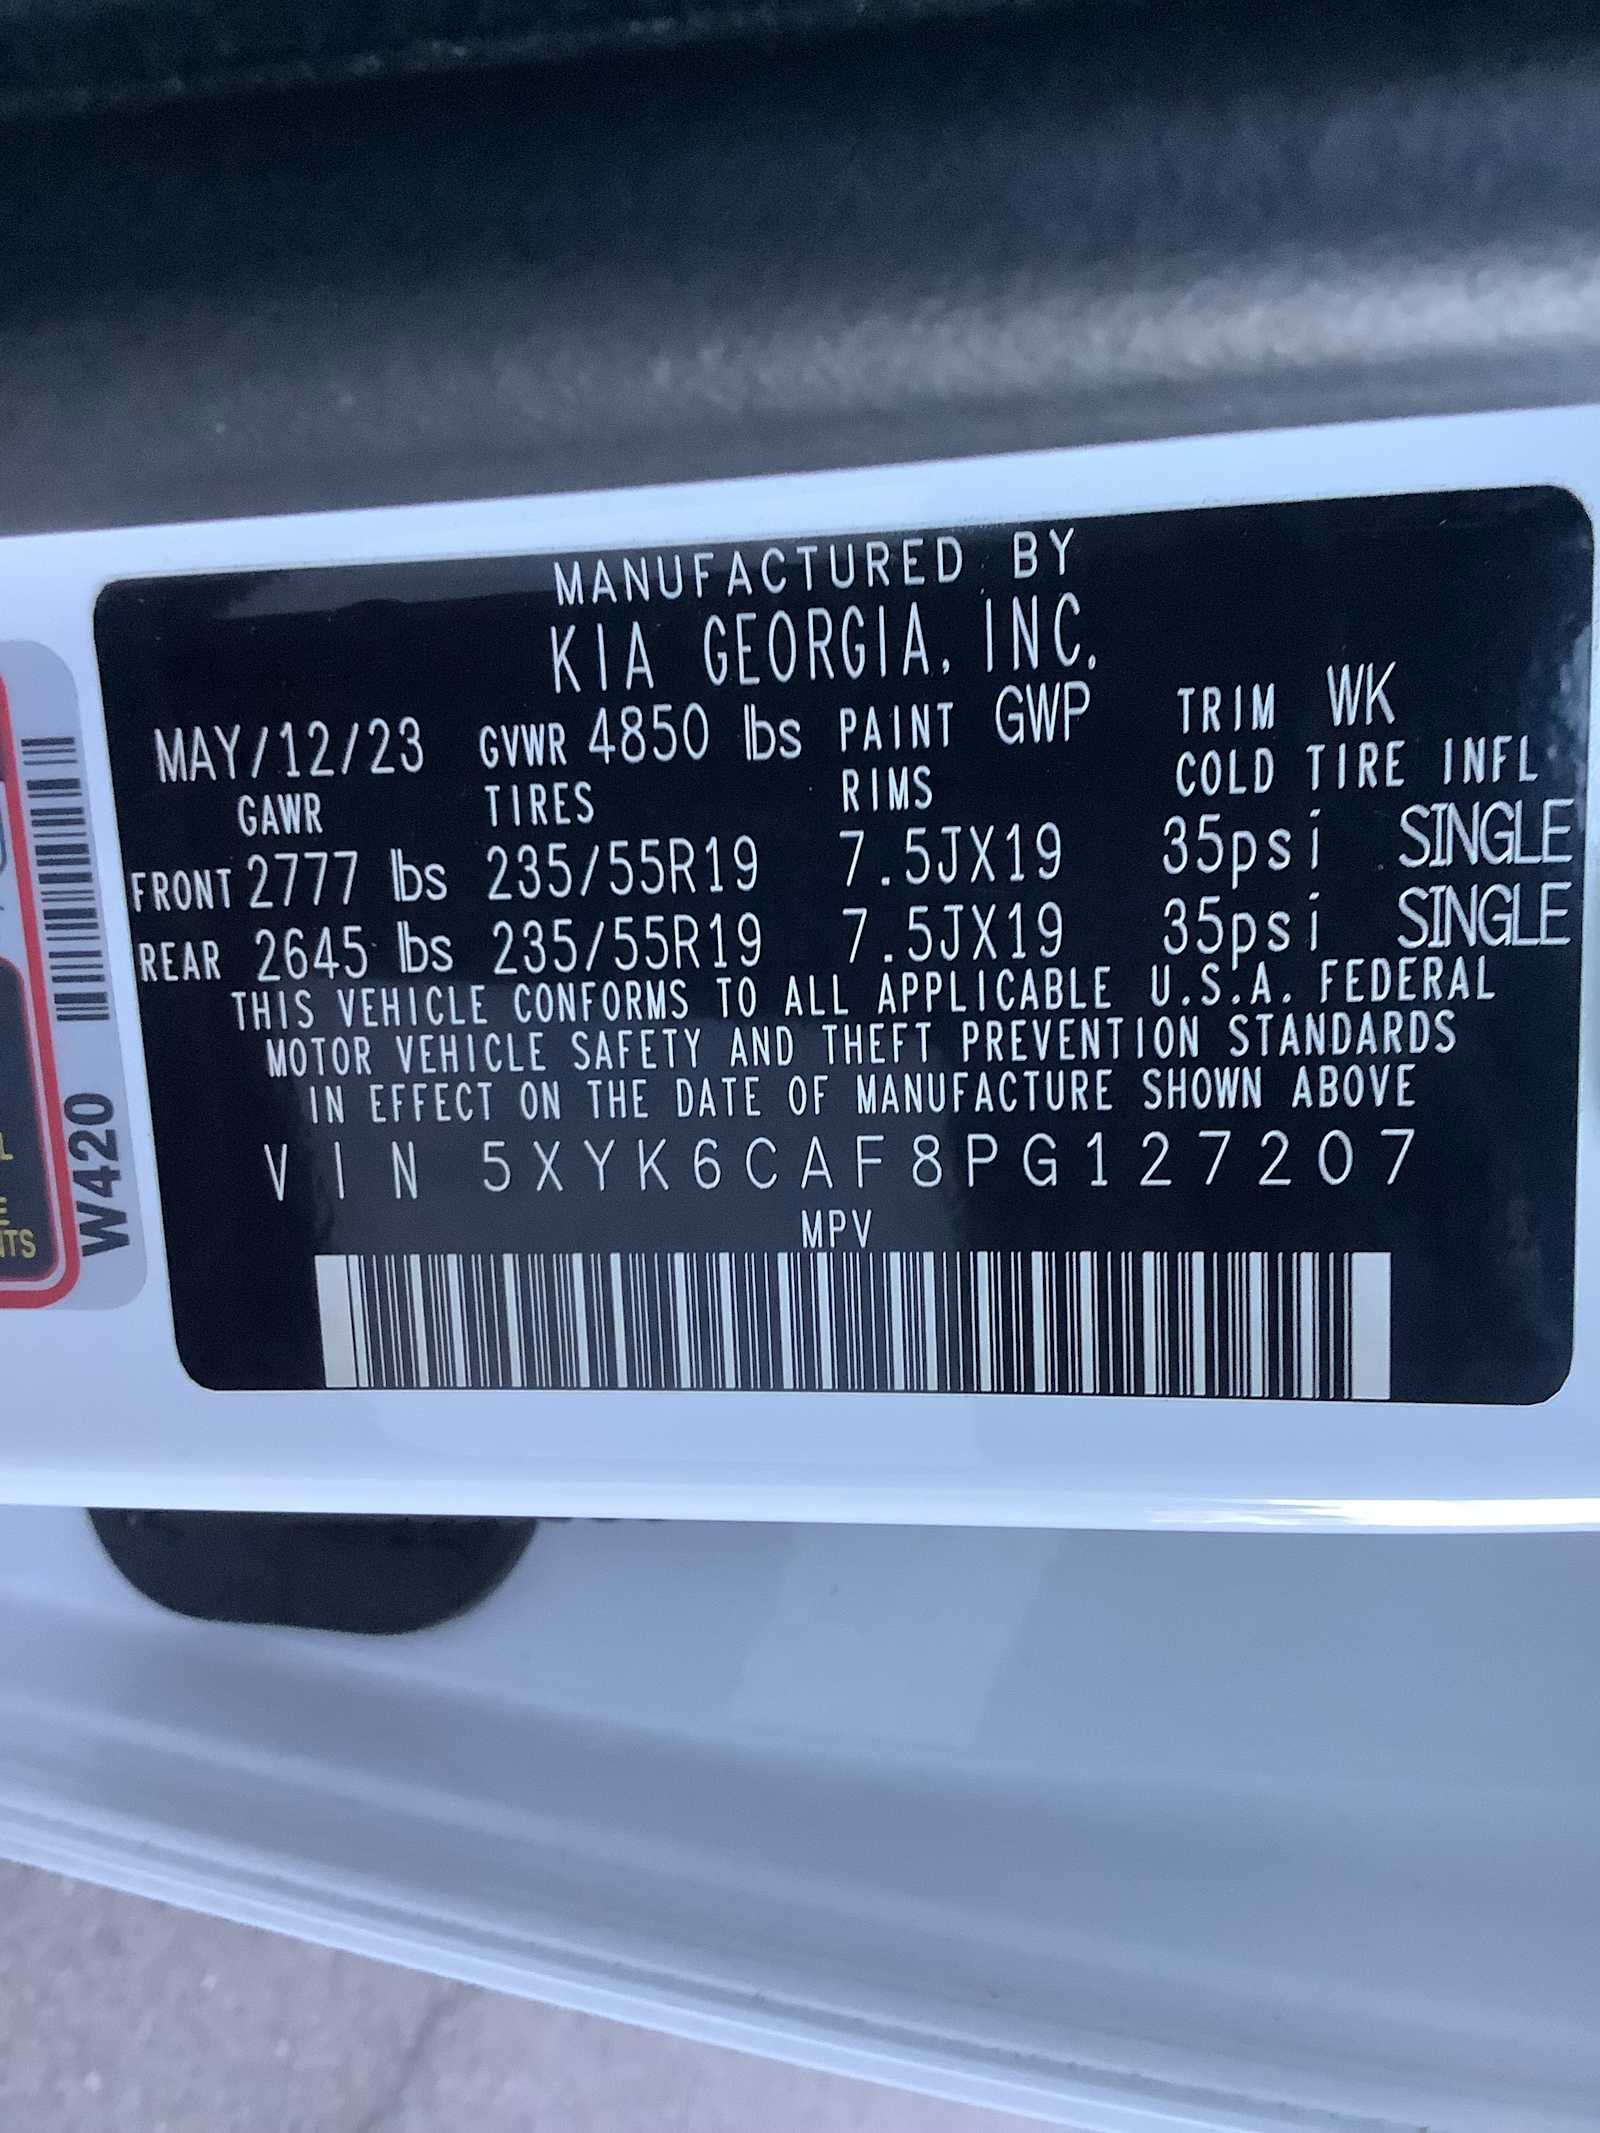 MANUFACTURED BY
KIA GEORGIA, INC.
MAY/12/23 GVWR 4850 lbs PAINT GWP TRIM WK
GAWR TIRES RIMS COLD TIRE INFL
FRONT 2777 lbs 235/55R19 7.5JX19 35psi SINGLE
REAR 2645 lbs 235/55R19 7.5JX19 35psi SINGLE
THIS VEHICLE CONFORMS TO ALL APPLICABLE U.S.A. FEDERAL
MOTOR VEHICLE SAFETY AND THEFT PREVENTION STANDARDS
IN EFFECT ON THE DATE OF MANUFACTURE SHOWN ABOVE
VIN 5XYK6CAF8PG127207
MPV
W420